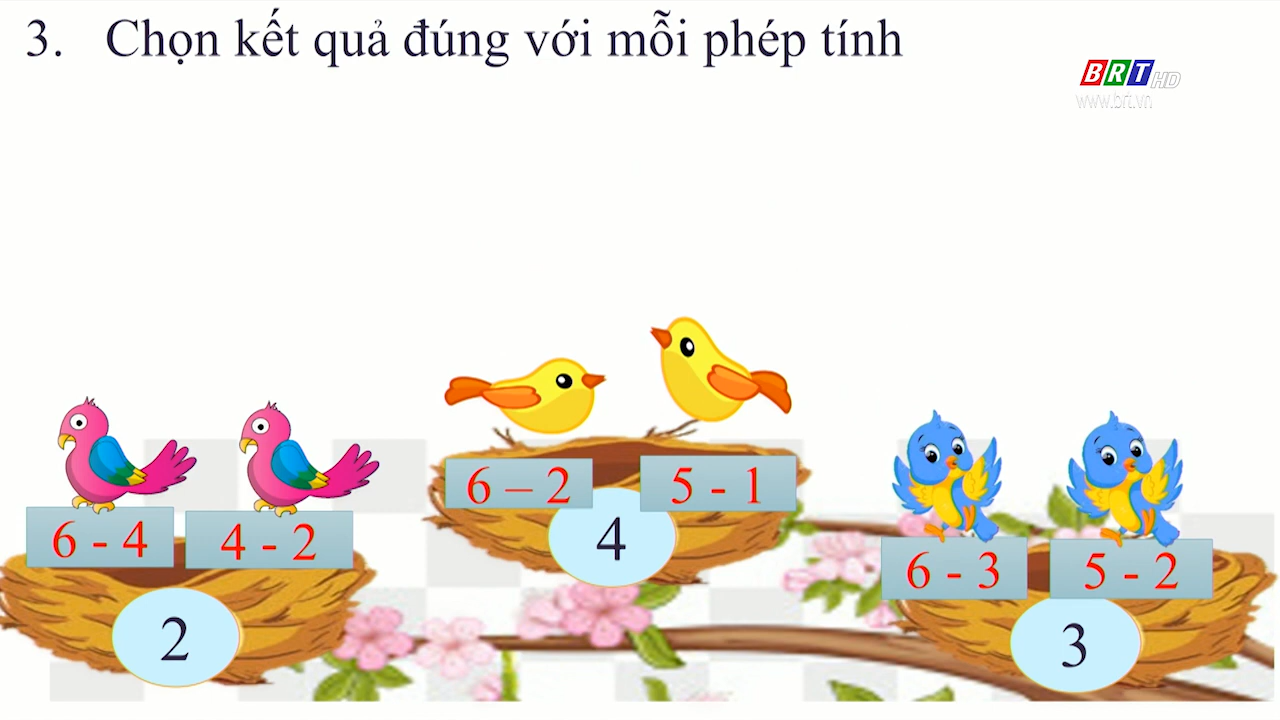 3. Chọn kết quả đúng với mỗi phép tính
BRT HD
www.brt.vn
6 – 2
5 - 1
4
6 - 4
4 - 2
2
6 - 3
5 - 2
3